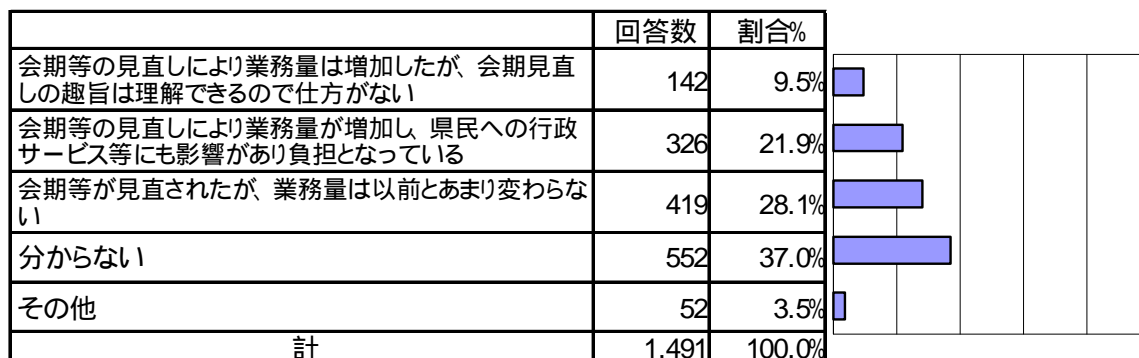 回答数 割合%
会期等の見直しにより業務量は増加したが、会期見直
しの趣旨は理解できるので仕方がない
142 9.5%
会期等の見直しにより業務量が増加し、県民への行政
サービス等にも影響があり負担となっている
326 21.9%
会期等が見直されたが、業務量は以前とあまり変わらな
い
419 28.1%
分からない 552 37.0%
その他 52 3.5%
計 1,491 100.0%